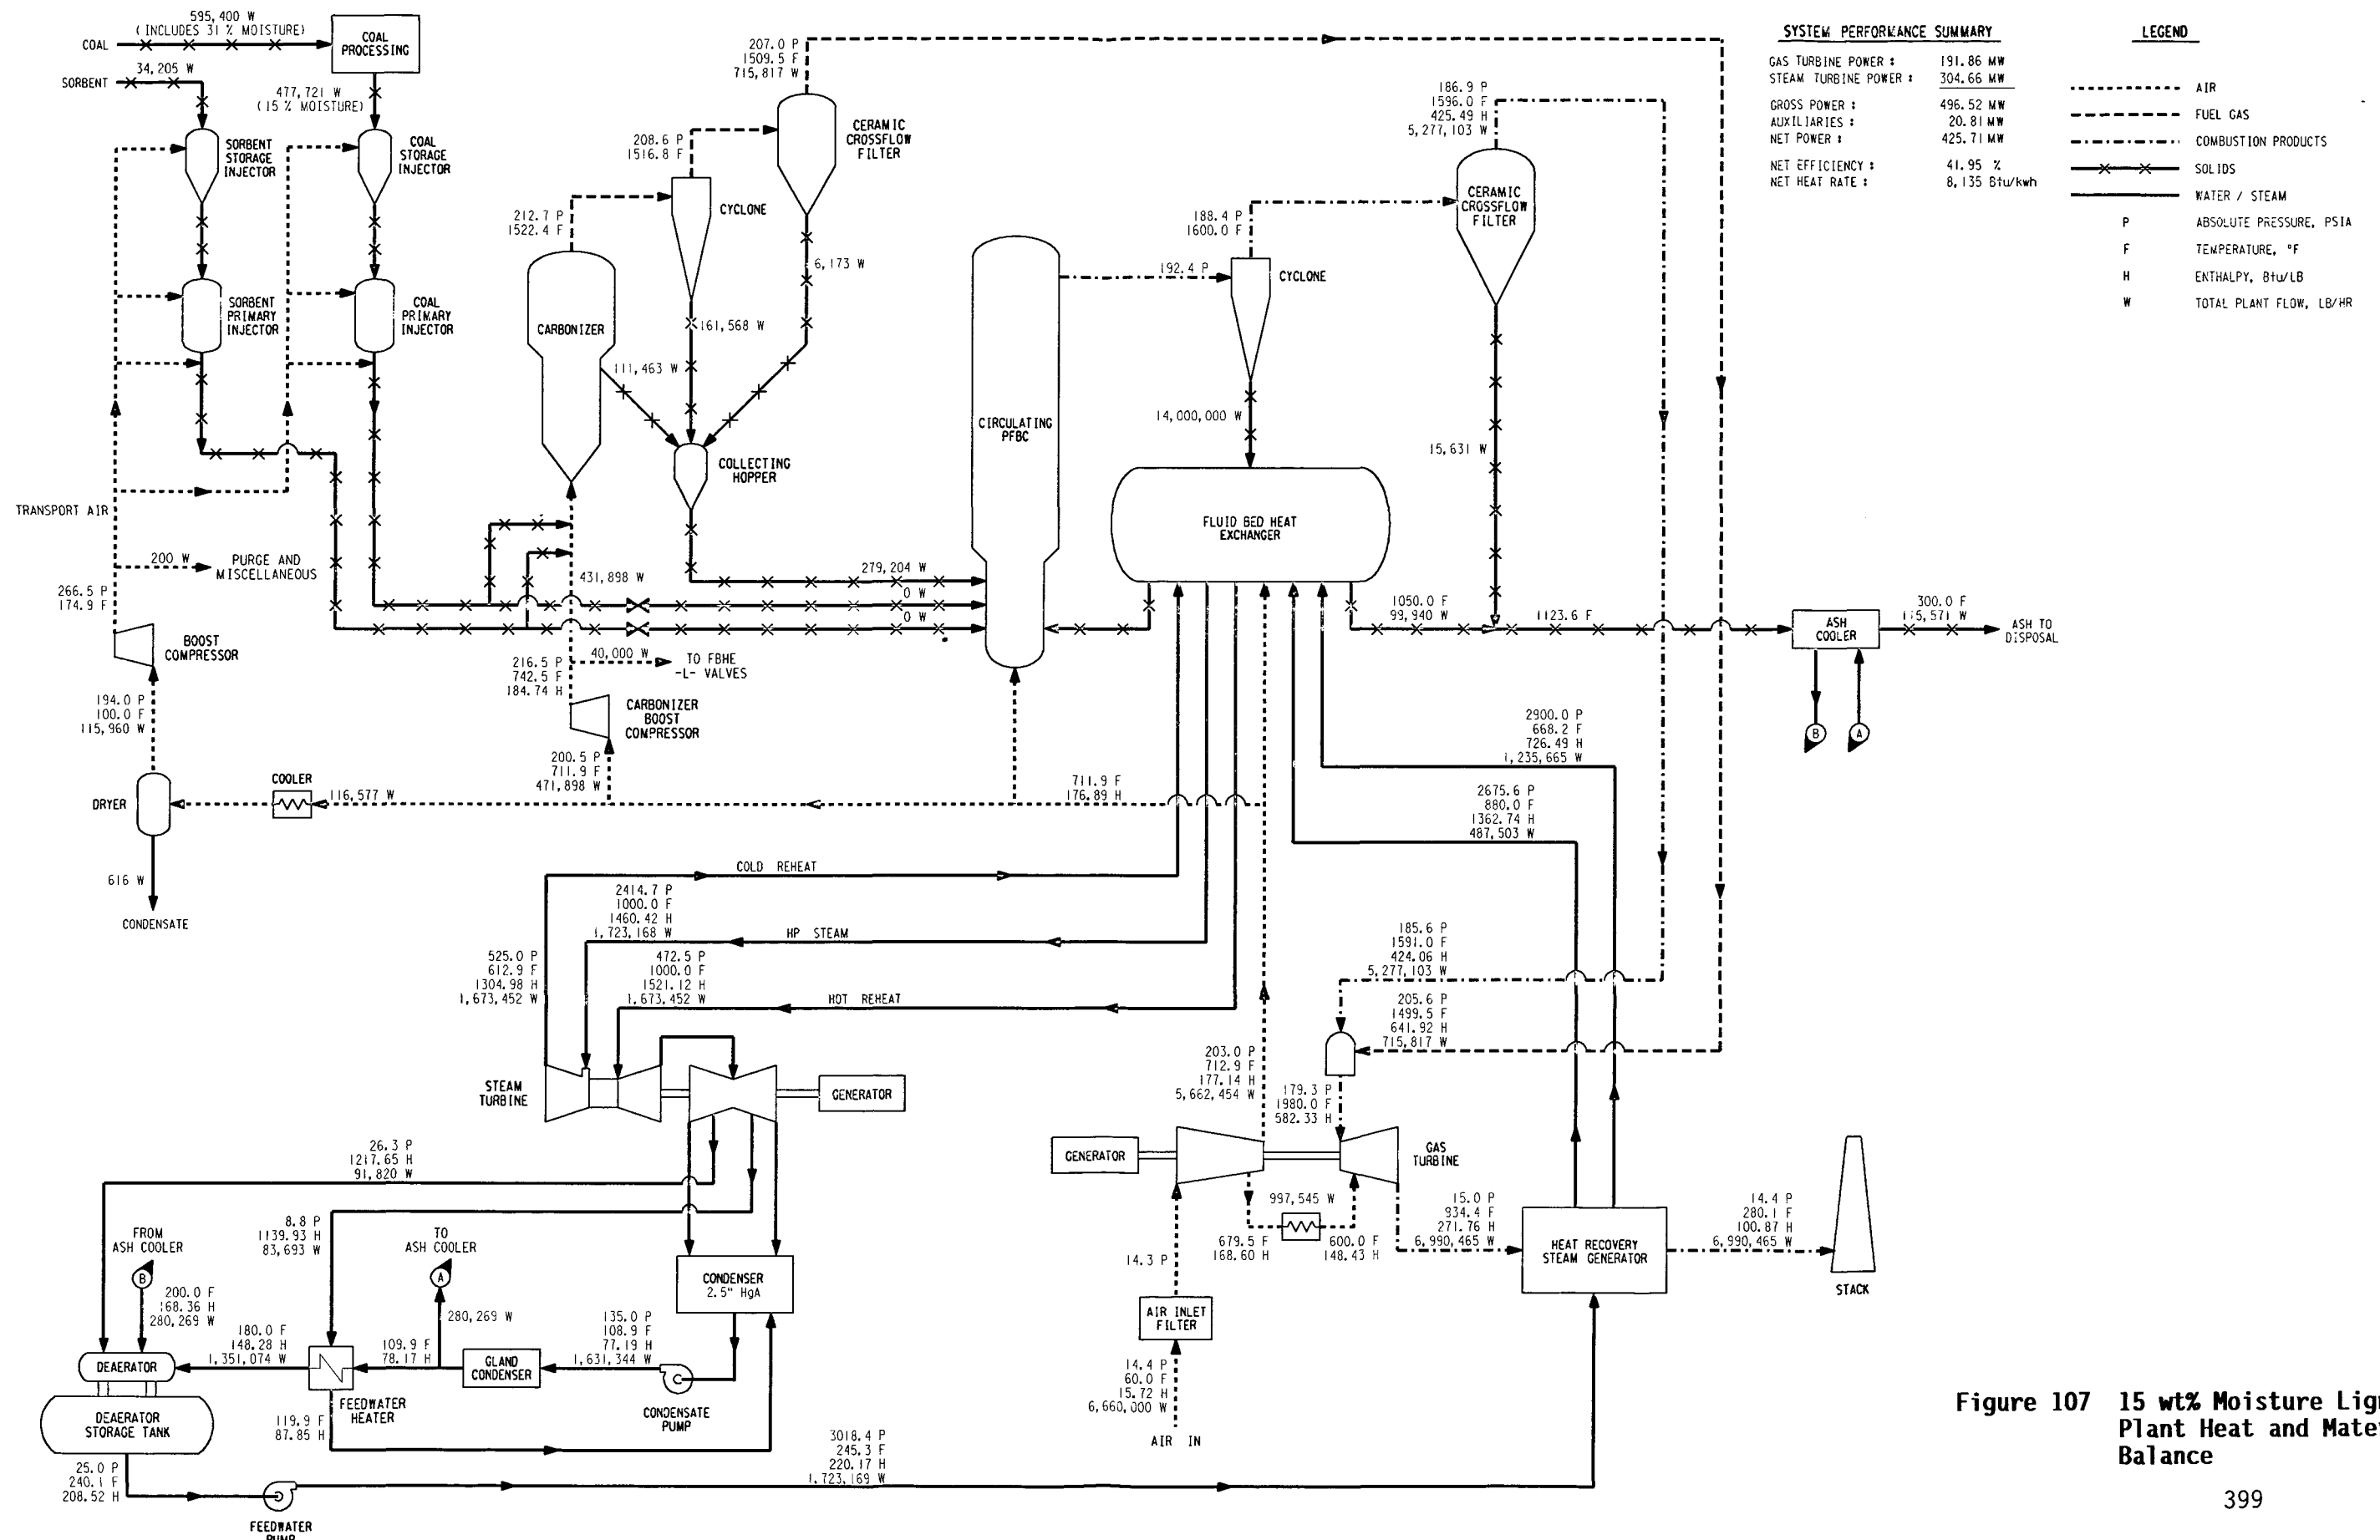 595,400 W
(INCLUDES 31 % MOISTURE)
COAL
COAL
PROCESSING
34,205 W
SORBENT
477,721 W
(15 % MOISTURE)
SORBENT
STORAGE
INJECTOR
COAL
STORAGE
INJECTOR
SORBENT
PRIMARY
INJECTOR
COAL
PRIMARY
INJECTOR
TRANSPORT AIR
200 W
PURGE AND
MISCELLANEOUS
266.5 P
174.9 F
BOOST
COMPRESSOR
194.0 P
100.0 F
115,960 W
DRYER
COOLER
116,577 W
616 W
CONDENSATE
207.0 P
1509.5 F
715,817 W
CERAMIC
CROSSFLOW
FILTER
208.6 P
1516.8 F
CYCLONE
212.7 P
1522.4 F
CARBONIZER
6,173 W
161,568 W
111,463 W
COLLECTING
HOPPER
431,898 W
279,204 W
0 W
0 W
40,000 W
TO FBHE
-L- VALVES
216.5 P
742.5 F
184.74 H
CARBONIZER
BOOST
COMPRESSOR
200.5 P
711.9 F
471,898 W
CIRCULATING
PFBC
192.4 P
188.4 P
1600.0 F
CYCLONE
14,000,000 W
FLUID BED HEAT
EXCHANGER
186.9 P
1596.0 F
425.49 H
5,277,103 W
CERAMIC
CROSSFLOW
FILTER
15,631 W
1050.0 F
99,940 W
1123.6 F
ASH
COOLER
300.0 F
115,571 W
ASH TO
DISPOSAL
B
A
711.9 F
176.89 H
2900.0 P
668.2 F
726.49 H
1,235,665 W
2675.6 P
880.0 F
1362.74 H
487,503 W
COLD REHEAT
2414.7 P
1000.0 F
1460.42 H
1,723,168 W
HP STEAM
525.0 P
612.9 F
1304.98 H
1,673,452 W
472.5 P
1000.0 F
1521.12 H
1,673,452 W
HOT REHEAT
185.6 P
1591.0 F
424.06 H
5,277,103 W
205.6 P
1499.5 F
641.92 H
715,817 W
203.0 P
712.9 F
177.14 H
5,662,454 W
179.3 P
1980.0 F
582.33 H
STEAM
TURBINE
GENERATOR
GENERATOR
GAS
TURBINE
997,545 W
679.5 F
168.60 H
600.0 F
148.43 H
15.0 P
934.4 F
271.76 H
6,990,465 W
HEAT RECOVERY
STEAM GENERATOR
14.4 P
280.1 F
100.87 H
6,990,465 W
STACK
14.3 P
AIR INLET
FILTER
14.4 P
60.0 F
15.72 H
6,660,000 W
AIR IN
26.3 P
1217.65 H
91,820 W
8.8 P
1139.93 H
83,693 W
FROM
ASH COOLER
B
200.0 F
168.36 H
280,269 W
TO
ASH COOLER
A
280,269 W
CONDENSER
2.5" HgA
135.0 P
108.9 F
77.19 H
1,631,344 W
CONDENSATE
PUMP
GLAND
CONDENSER
109.9 F
78.17 H
180.0 F
148.28 H
1,351,074 W
FEEDWATER
HEATER
119.9 F
87.85 H
DEAERATOR
DEAERATOR
STORAGE TANK
25.0 P
240.1 F
208.52 H
FEEDWATER
PUMP
3018.4 P
245.3 F
220.17 H
1,723,169 W
SYSTEM PERFORMANCE SUMMARY
GAS TURBINE POWER : 191.86 MW
STEAM TURBINE POWER : 304.66 MW
GROSS POWER : 496.52 MW
AUXILIARIES : 20.81 MW
NET POWER : 425.71 MW
NET EFFICIENCY : 41.95 %
NET HEAT RATE : 8,135 Btu/kwh
LEGEND
AIR
FUEL GAS
COMBUSTION PRODUCTS
SOLIDS
WATER / STEAM
P ABSOLUTE PRESSURE, PSIA
F TEMPERATURE, °F
H ENTHALPY, Btu/LB
W TOTAL PLANT FLOW, LB/HR
Figure 107 15 wt% Moisture Lig
Plant Heat and Mate
Balance
399